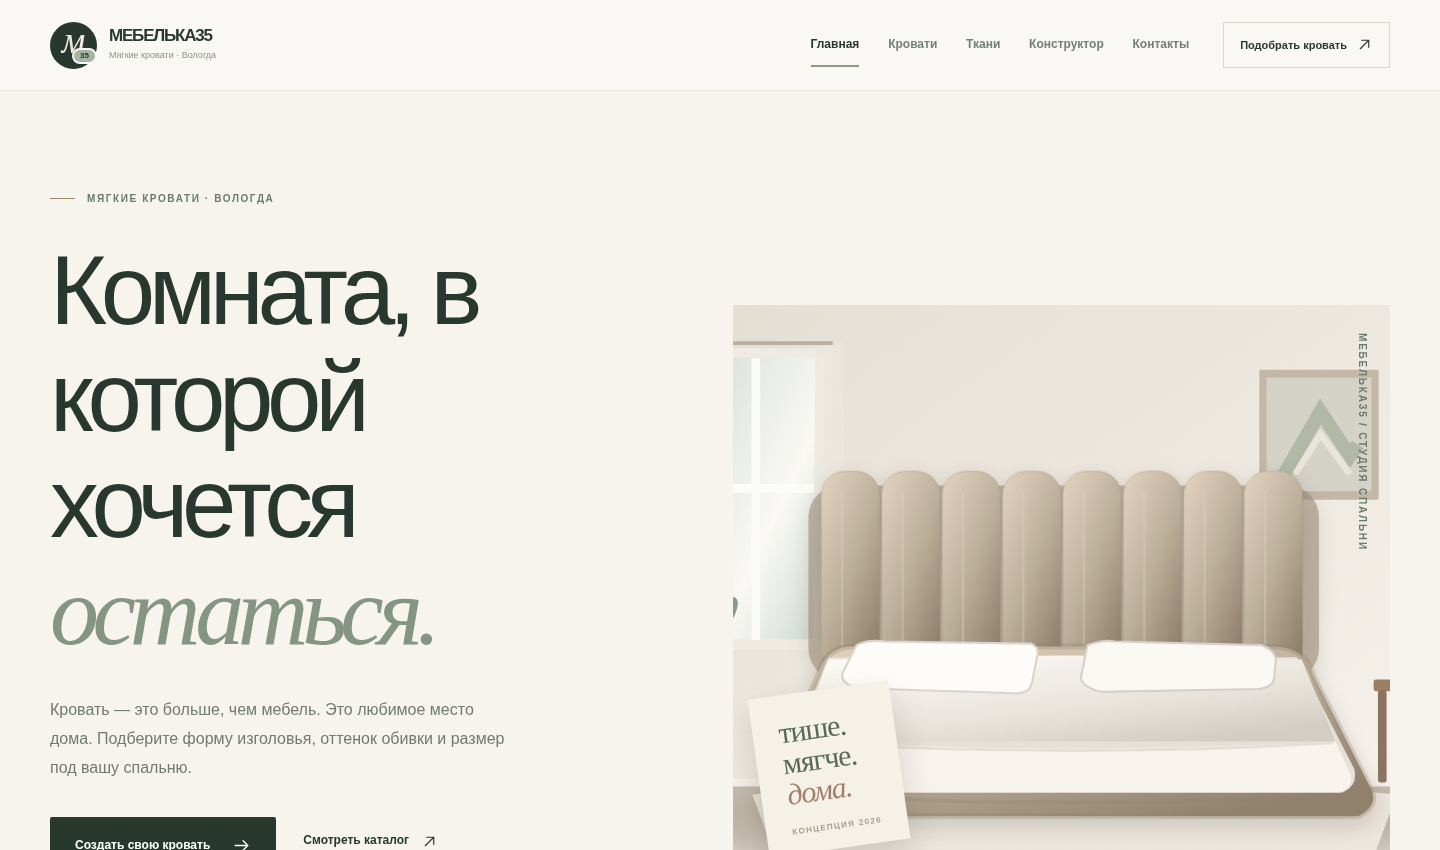 МЕБЕЛЬКА35
Мягкие кровати · Вологда
М
35
Главная
Кровати
Ткани
Конструктор
Контакты
Подобрать кровать
МЯГКИЕ КРОВАТИ · ВОЛОГДА
Комната, в
которой
хочется
остаться.
Кровать — это больше, чем мебель. Это любимое место
дома. Подберите форму изголовья, оттенок обивки и размер
под вашу спальню.
Создать свою кровать
Смотреть каталог
МЕБЕЛЬКА35 / СТУДИЯ СПАЛЬНИ
тише.
мягче.
дома.
КОНЦЕПЦИЯ 2026